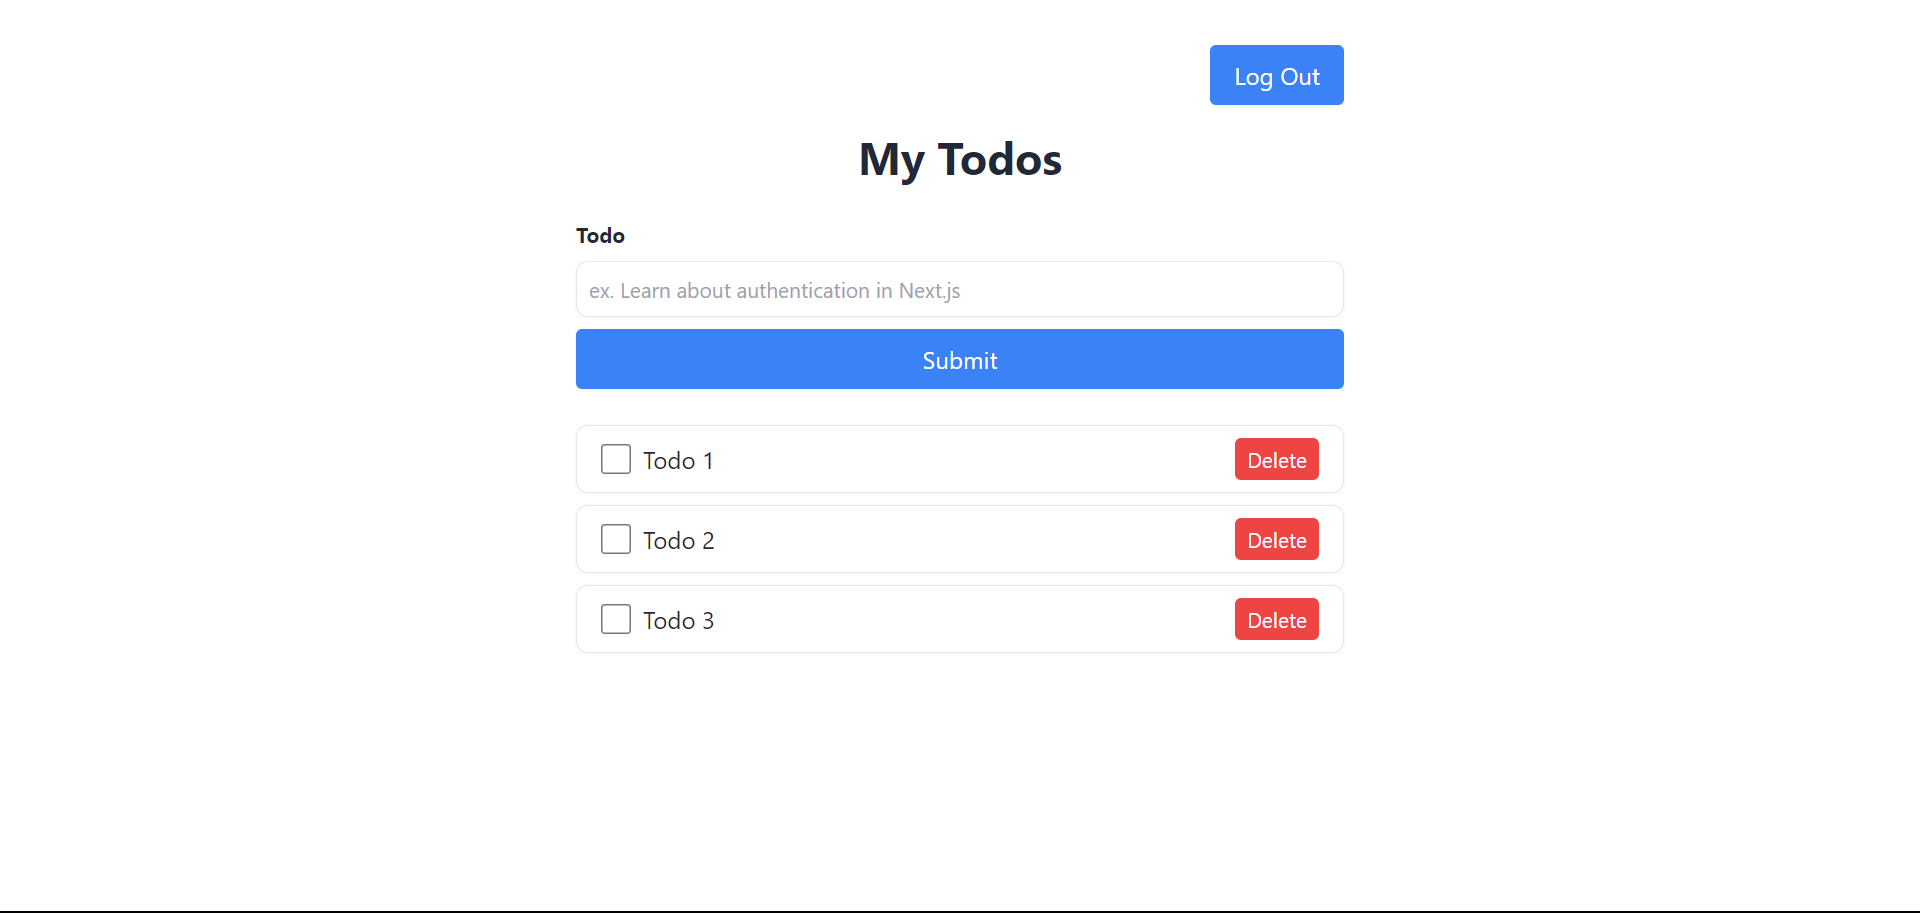 Log Out
My Todos
Todo
ex. Learn about authentication in Next.js
Submit
Todo 1 Delete
Todo 2 Delete
Todo 3 Delete